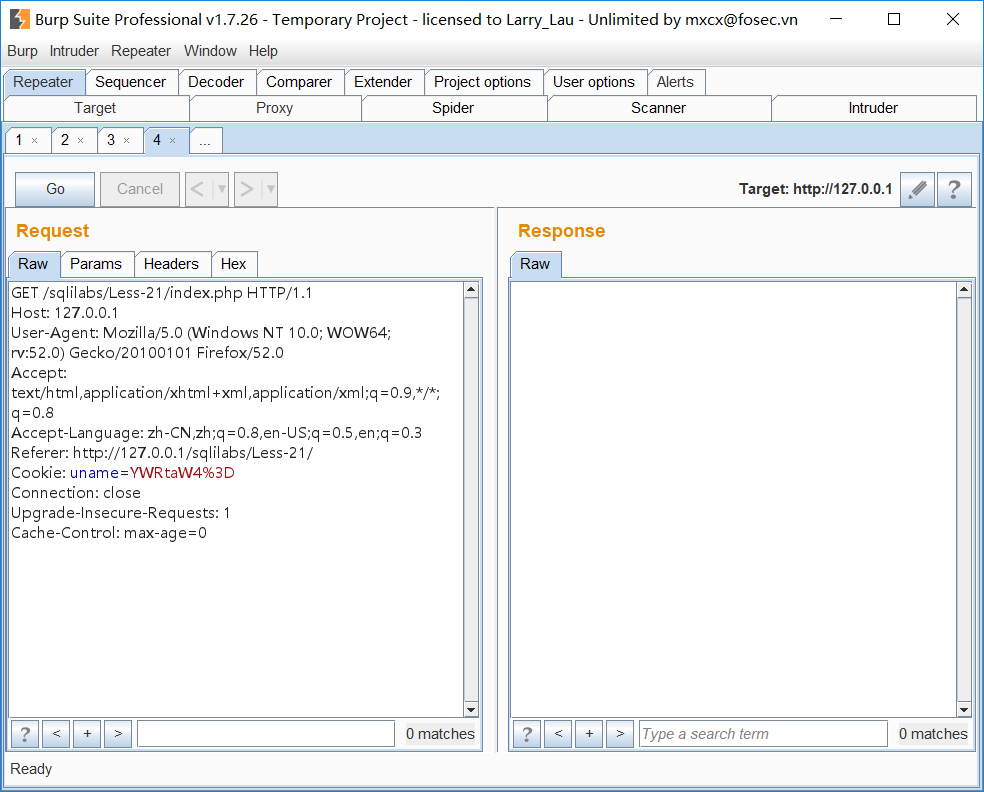 Burp Suite Professional v1.7.26 - Temporary Project - licensed to Larry_Lau - Unlimited by mxcx@fosec.vn
Burp Intruder Repeater Window Help
Repeater Sequencer Decoder Comparer Extender Project options User options Alerts
Target Proxy Spider Scanner Intruder
1 × 2 × 3 × 4 × ...
Go Cancel < > Target: http://127.0.0.1 ?
Request
Raw Params Headers Hex
GET /sqlilabs/Less-21/index.php HTTP/1.1
Host: 127.0.0.1
User-Agent: Mozilla/5.0 (Windows NT 10.0; WOW64;
rv:52.0) Gecko/20100101 Firefox/52.0
Accept:
text/html,application/xhtml+xml,application/xml;q=0.9,*/*;
q=0.8
Accept-Language: zh-CN,zh;q=0.8,en-US;q=0.5,en;q=0.3
Referer: http://127.0.0.1/sqlilabs/Less-21/
Cookie: uname=YWRtaW4%3D
Connection: close
Upgrade-Insecure-Requests: 1
Cache-Control: max-age=0
? < + > 0 matches
Response
Raw
? < + > Type a search term 0 matches
Ready